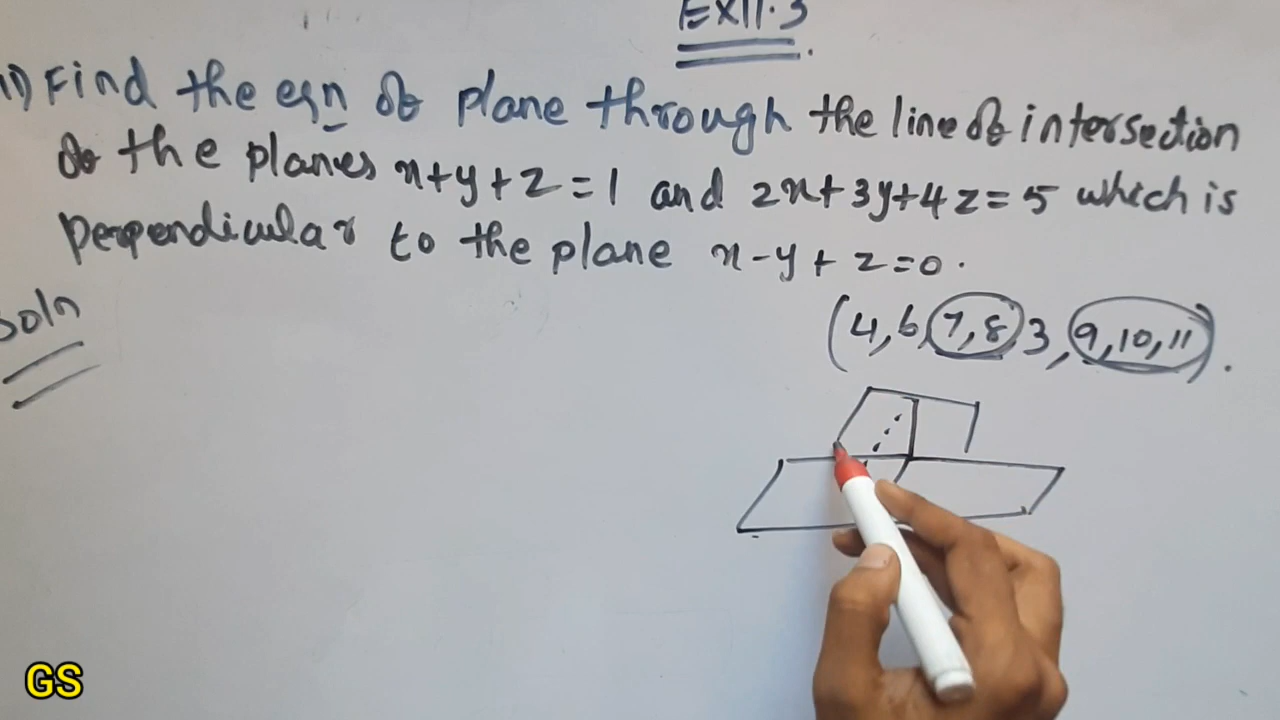 EX 11.3
11) Find the eqn of plane through the line of intersection
of the planes x+y+z=1 and 2x+3y+4z=5 which is
perpendicular to the plane x-y+z=0.
Soln
(4,6,7,8,3,9,10,11).
GS